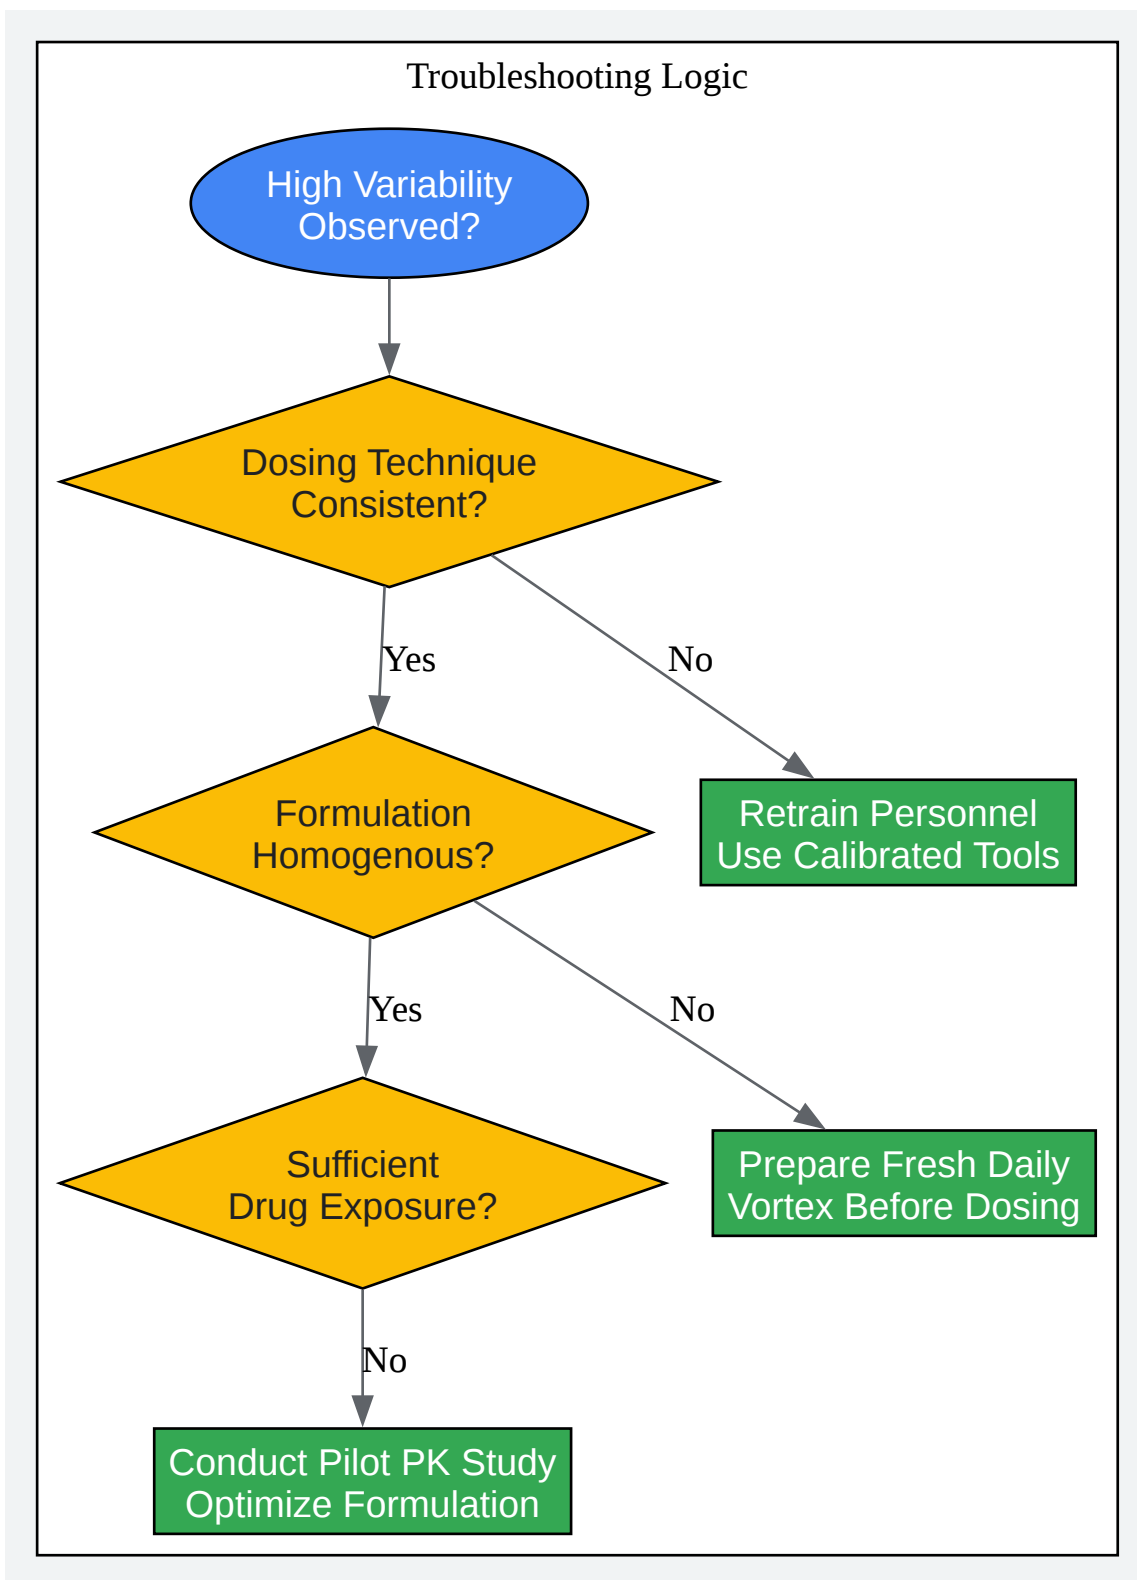 Troubleshooting Logic
High Variability
Observed?
Dosing Technique
Consistent?
Yes
No
Formulation
Homogenous?
Retrain Personnel
Use Calibrated Tools
Yes
No
Sufficient
Drug Exposure?
Prepare Fresh Daily
Vortex Before Dosing
No
Conduct Pilot PK Study
Optimize Formulation